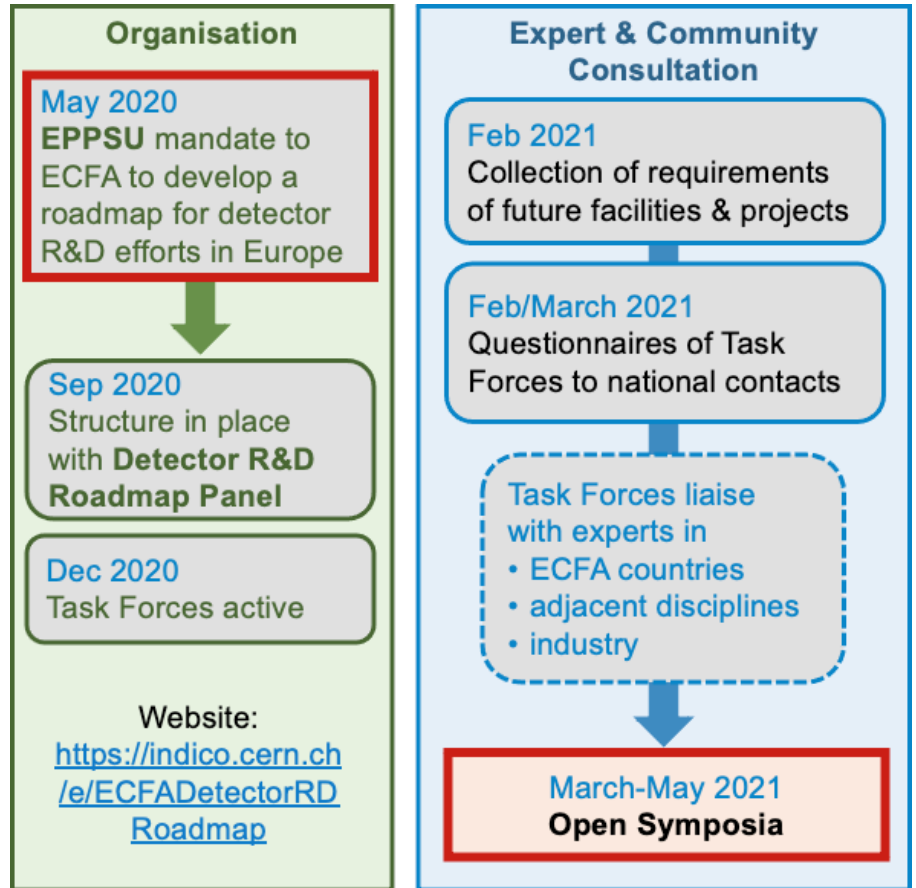 Organisation
May 2020
EPPSU mandate to
ECFA to develop a
roadmap for detector
R&D efforts in Europe
Sep 2020
Structure in place
with Detector R&D
Roadmap Panel
Dec 2020
Task Forces active
Website:
https://indico.cern.ch
/e/ECFADetectorRD
Roadmap
Expert & Community
Consultation
Feb 2021
Collection of requirements
of future facilities & projects
Feb/March 2021
Questionnaires of Task
Forces to national contacts
Task Forces liaise
with experts in
• ECFA countries
• adjacent disciplines
• industry
March-May 2021
Open Symposia